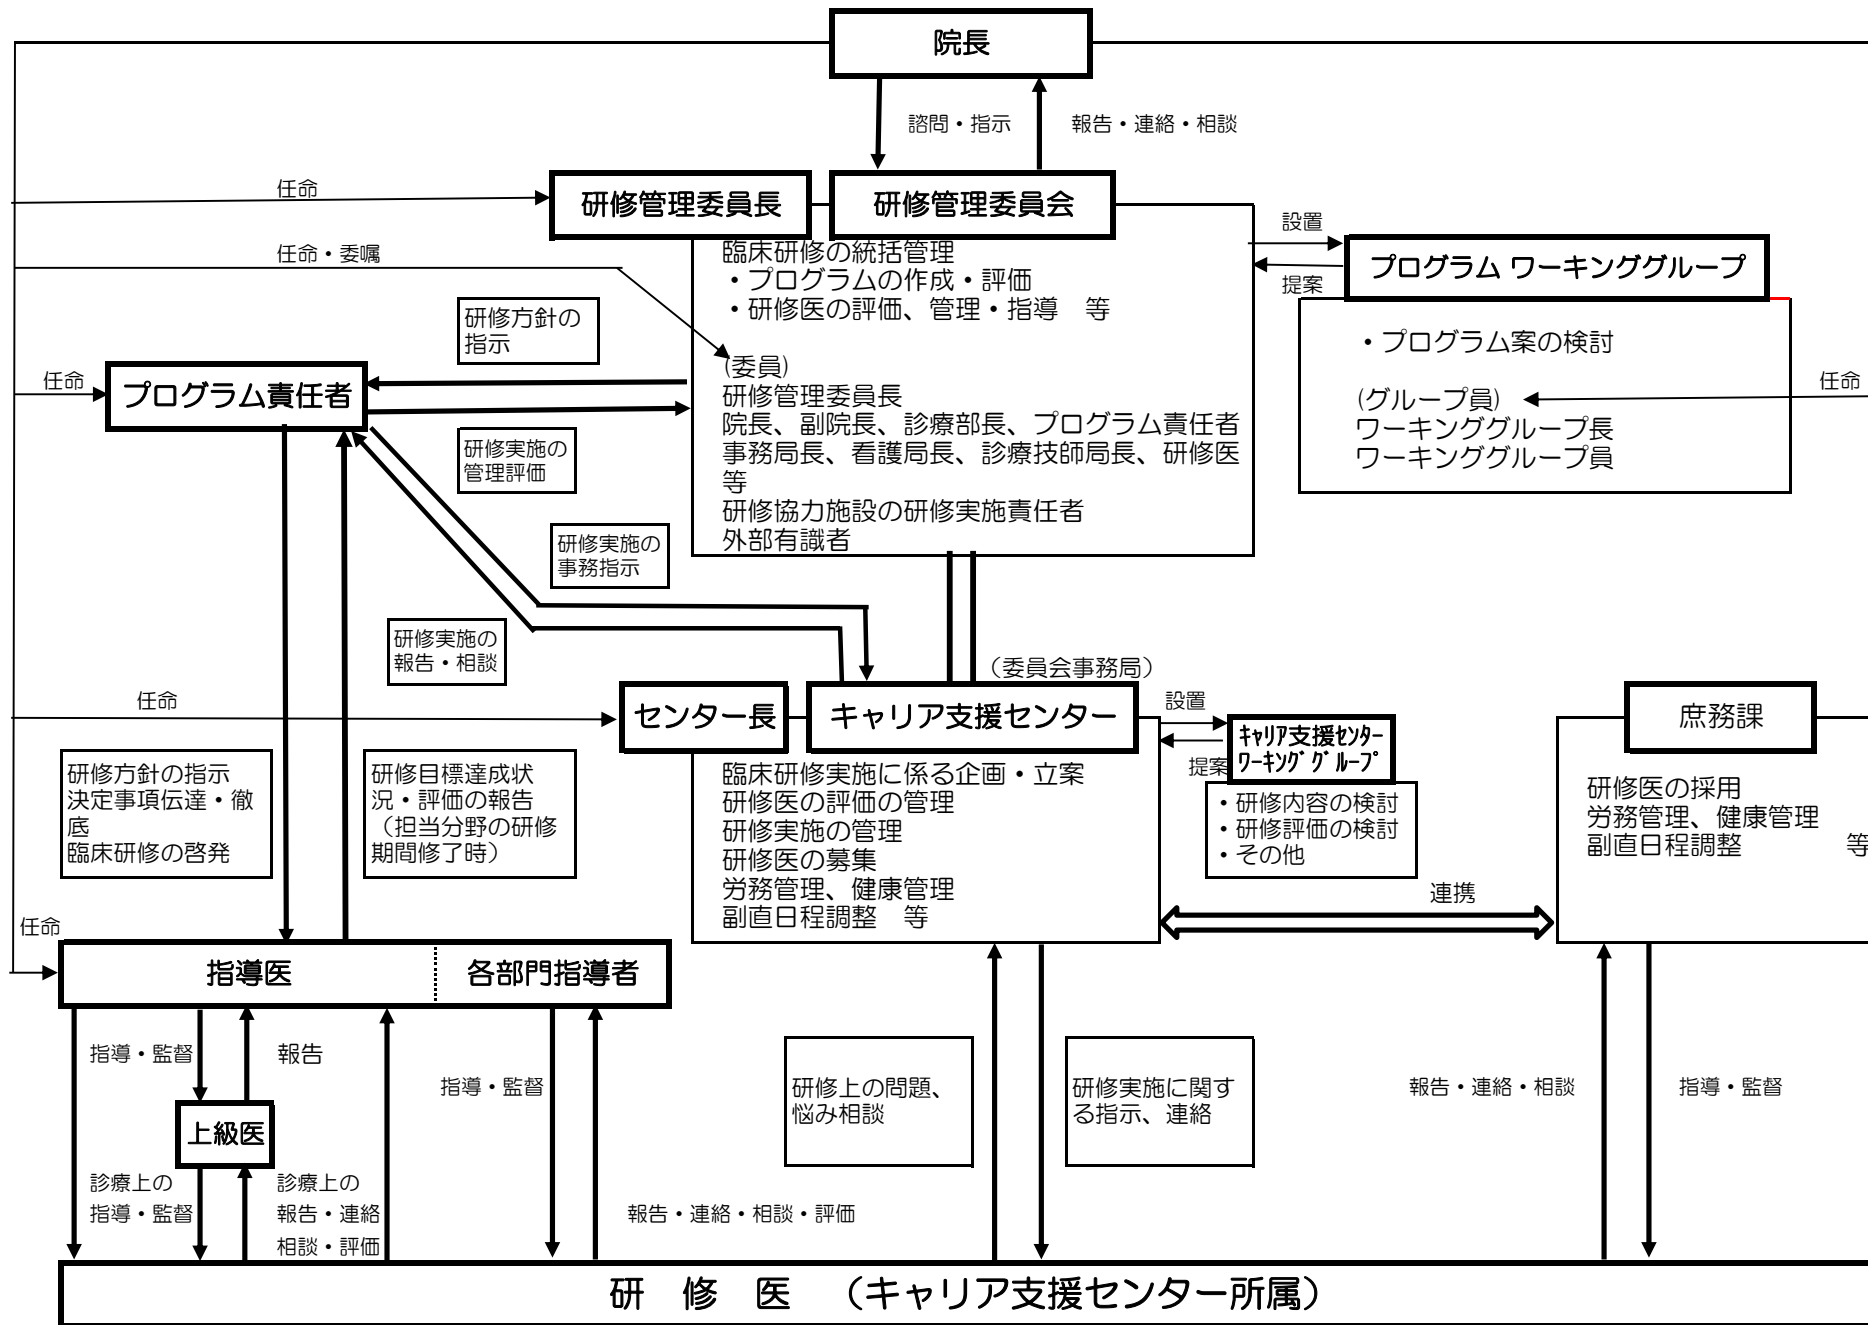 院長
諮問・指示
報告・連絡・相談
任命
研修管理委員長
研修管理委員会
任命・委嘱
臨床研修の統括管理
・プログラムの作成・評価
・研修医の評価、管理・指導　等
(委員)
研修管理委員長
院長、副院長、診療部長、プログラム責任者
事務局長、看護局長、診療技師局長、研修医
等
研修協力施設の研修実施責任者
外部有識者
設置
提案
プログラム ワーキンググループ
・プログラム案の検討
(グループ員)
ワーキンググループ長
ワーキンググループ員
任命
研修方針の
指示
任命
プログラム責任者
研修実施の
管理評価
研修実施の
事務指示
研修実施の
報告・相談
（委員会事務局）
任命
センター長
キャリア支援センター
臨床研修実施に係る企画・立案
研修医の評価の管理
研修実施の管理
研修医の募集
労務管理、健康管理
副直日程調整　等
設置
提案
ｷｬﾘｱ支援ｾﾝﾀｰ
ﾜｰｷﾝｸﾞｸﾞﾙｰﾌﾟ
・研修内容の検討
・研修評価の検討
・その他
庶務課
研修医の採用
労務管理、健康管理
副直日程調整　　　　等
連携
研修方針の指示
決定事項伝達・徹
底
臨床研修の啓発
研修目標達成状
況・評価の報告
（担当分野の研修
期間修了時）
任命
指導医
各部門指導者
指導・監督
報告
上級医
診療上の
指導・監督
診療上の
報告・連絡
相談・評価
指導・監督
報告・連絡・相談・評価
研修上の問題、
悩み相談
研修実施に関す
る指示、連絡
報告・連絡・相談
指導・監督
研　修　医　（キャリア支援センター所属）